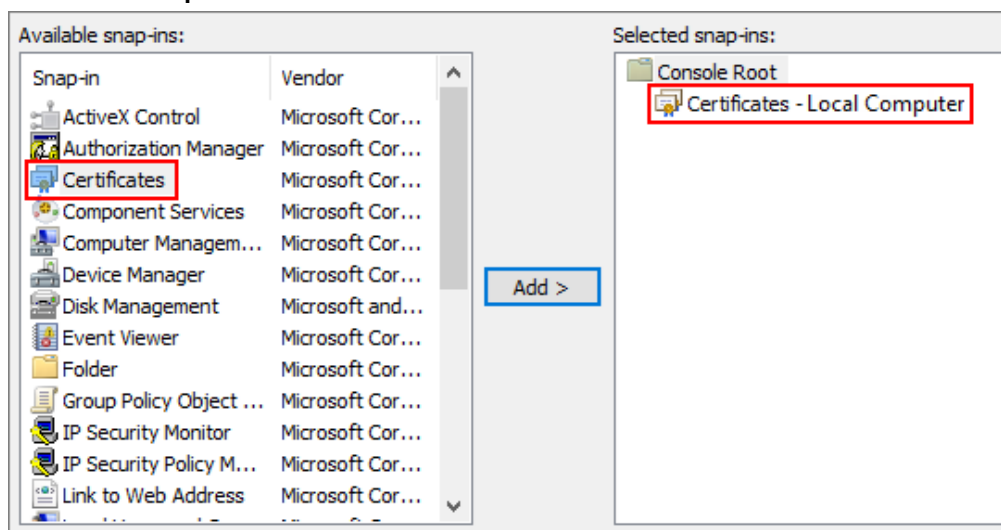 Available snap-ins:
Selected snap-ins:
Snap-in Vendor
Console Root
Certificates - Local Computer
ActiveX Control Microsoft Cor...
Authorization Manager Microsoft Cor...
Certificates Microsoft Cor...
Component Services Microsoft Cor...
Computer Managem... Microsoft Cor...
Device Manager Microsoft Cor...
Add >
Disk Management Microsoft and...
Event Viewer Microsoft Cor...
Folder Microsoft Cor...
Group Policy Object ... Microsoft Cor...
IP Security Monitor Microsoft Cor...
IP Security Policy M... Microsoft Cor...
Link to Web Address Microsoft Cor...